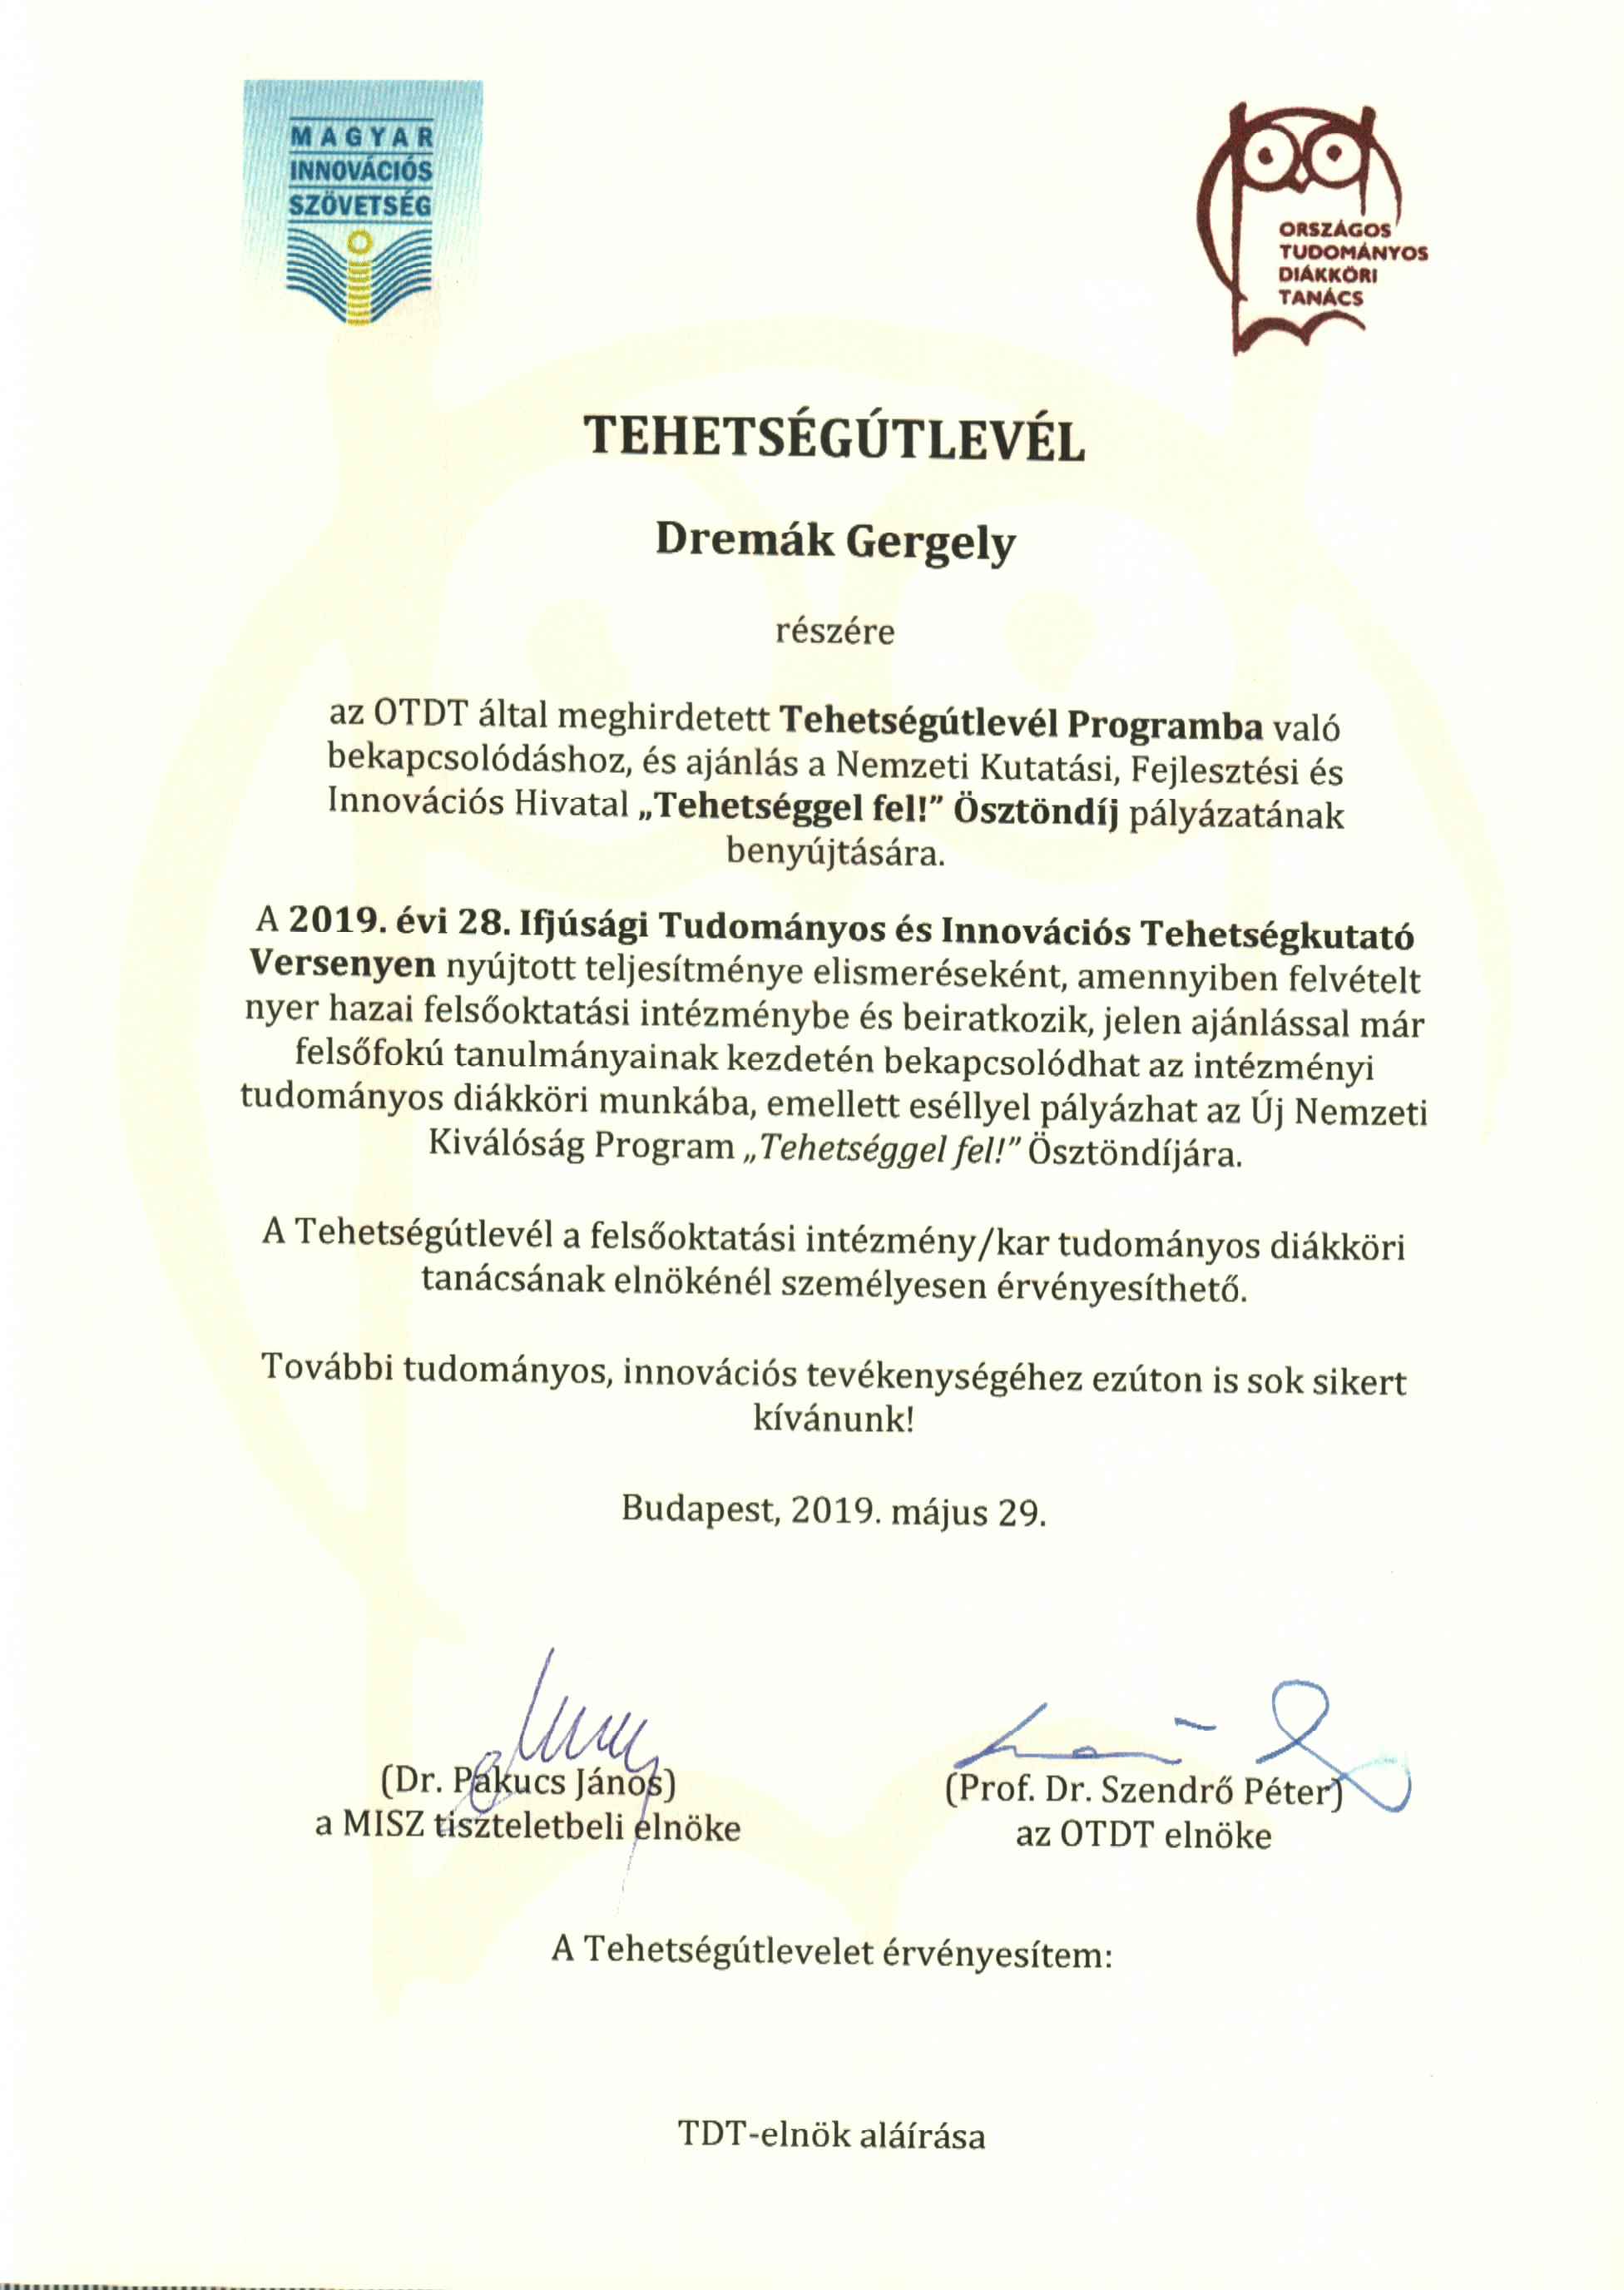 MAGYAR
INNOVÁCIÓS
SZÖVETSÉG
ORSZÁGOS
TUDOMÁNYOS
DIÁKKÖRI
TANÁCS
TEHETSÉGÚTLEVÉL
Dremák Gergely
részére
az OTDT által meghirdetett Tehetségútlevél Programba való
bekapcsolódáshoz, és ajánlás a Nemzeti Kutatási, Fejlesztési és
Innovációs Hivatal „Tehetséggel fel!” Ösztöndíj pályázatának
benyújtására.
A 2019. évi 28. Ifjúsági Tudományos és Innovációs Tehetségkutató
Versenyen nyújtott teljesítménye elismeréseként, amennyiben felvételt
nyer hazai felsőoktatási intézménybe és beiratkozik, jelen ajánlással már
felsőfokú tanulmányainak kezdetén bekapcsolódhat az intézményi
tudományos diákköri munkába, emellett eséllyel pályázhat az Új Nemzeti
Kiválóság Program „Tehetséggel fel!” Ösztöndíjára.
A Tehetségútlevél a felsőoktatási intézmény/kar tudományos diákköri
tanácsának elnökénél személyesen érvényesíthető.
További tudományos, innovációs tevékenységéhez ezúton is sok sikert
kívánunk!
Budapest, 2019. május 29.
(Dr. Pakucs János)
a MISZ tiszteletbeli elnöke
(Prof. Dr. Szendrő Péter)
az OTDT elnöke
A Tehetségútlevelet érvényesítem:
TDT-elnök aláírása